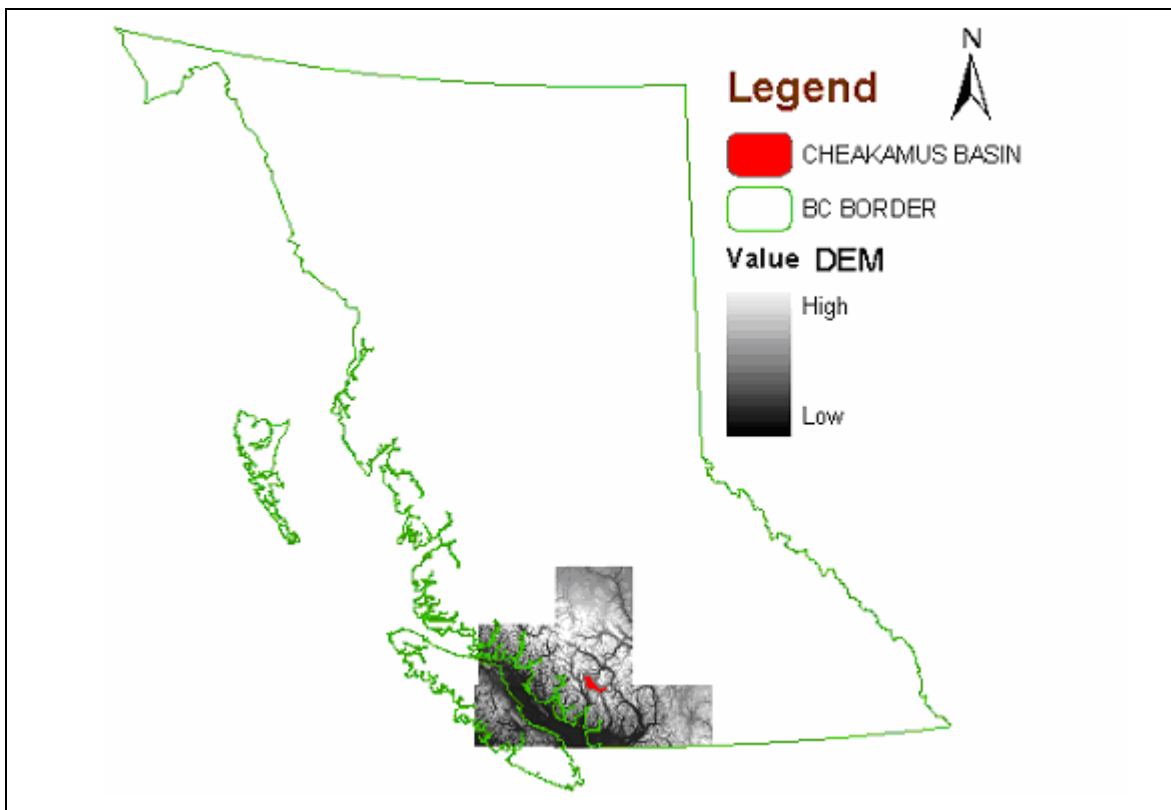 N
Legend
CHEAKAMUS BASIN
BC BORDER
Value DEM
High
Low